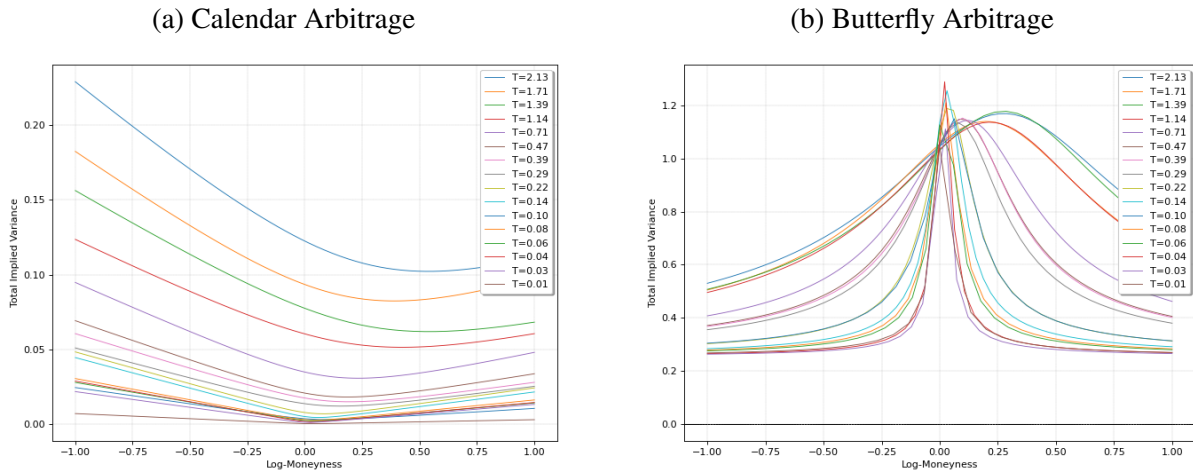 (a) Calendar Arbitrage
Total Implied Variance
0.20
0.15
0.10
0.05
0.00
−1.00 −0.75 −0.50 −0.25 0.00 0.25 0.50 0.75 1.00
Log-Moneyness
T=2.13
T=1.71
T=1.39
T=1.14
T=0.71
T=0.47
T=0.39
T=0.29
T=0.22
T=0.14
T=0.10
T=0.08
T=0.06
T=0.04
T=0.03
T=0.01
(b) Butterfly Arbitrage
Total Implied Variance
1.2
1.0
0.8
0.6
0.4
0.2
0.0
−1.00 −0.75 −0.50 −0.25 0.00 0.25 0.50 0.75 1.00
Log-Moneyness
T=2.13
T=1.71
T=1.39
T=1.14
T=0.71
T=0.47
T=0.39
T=0.29
T=0.22
T=0.14
T=0.10
T=0.08
T=0.06
T=0.04
T=0.03
T=0.01